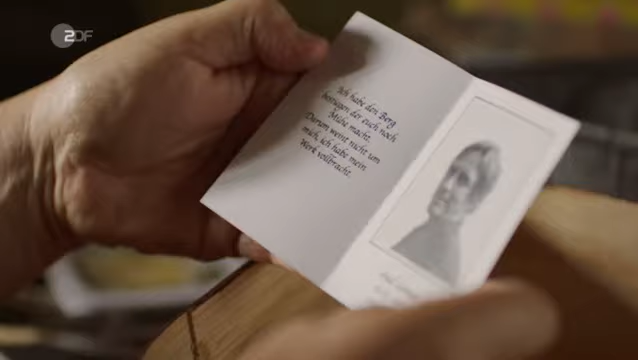 ZDF
Ich habe den Berg
bestiegen der euch noch
Mühe macht.
Darum weint nicht um
mich, ich habe mein
Werk vollbracht.